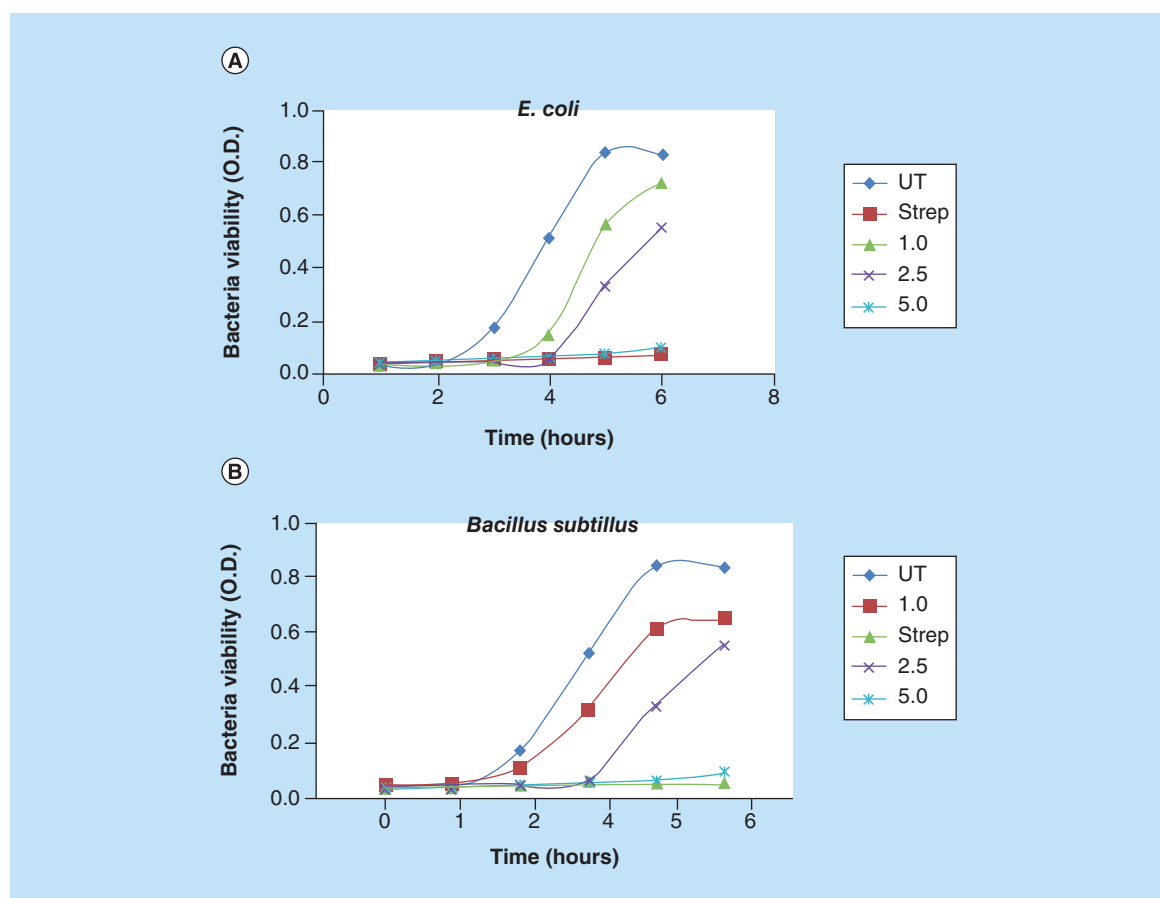 A
E. coli
1.0
0.8
0.6
0.4
0.2
0.0
Bacteria viability (O.D.)
0 2 4 6 8
Time (hours)
UT
Strep
1.0
2.5
5.0
B
Bacillus subtillus
1.0
0.8
0.6
0.4
0.2
0.0
Bacteria viability (O.D.)
0 1 2 4 5 6
Time (hours)
UT
1.0
Strep
2.5
5.0